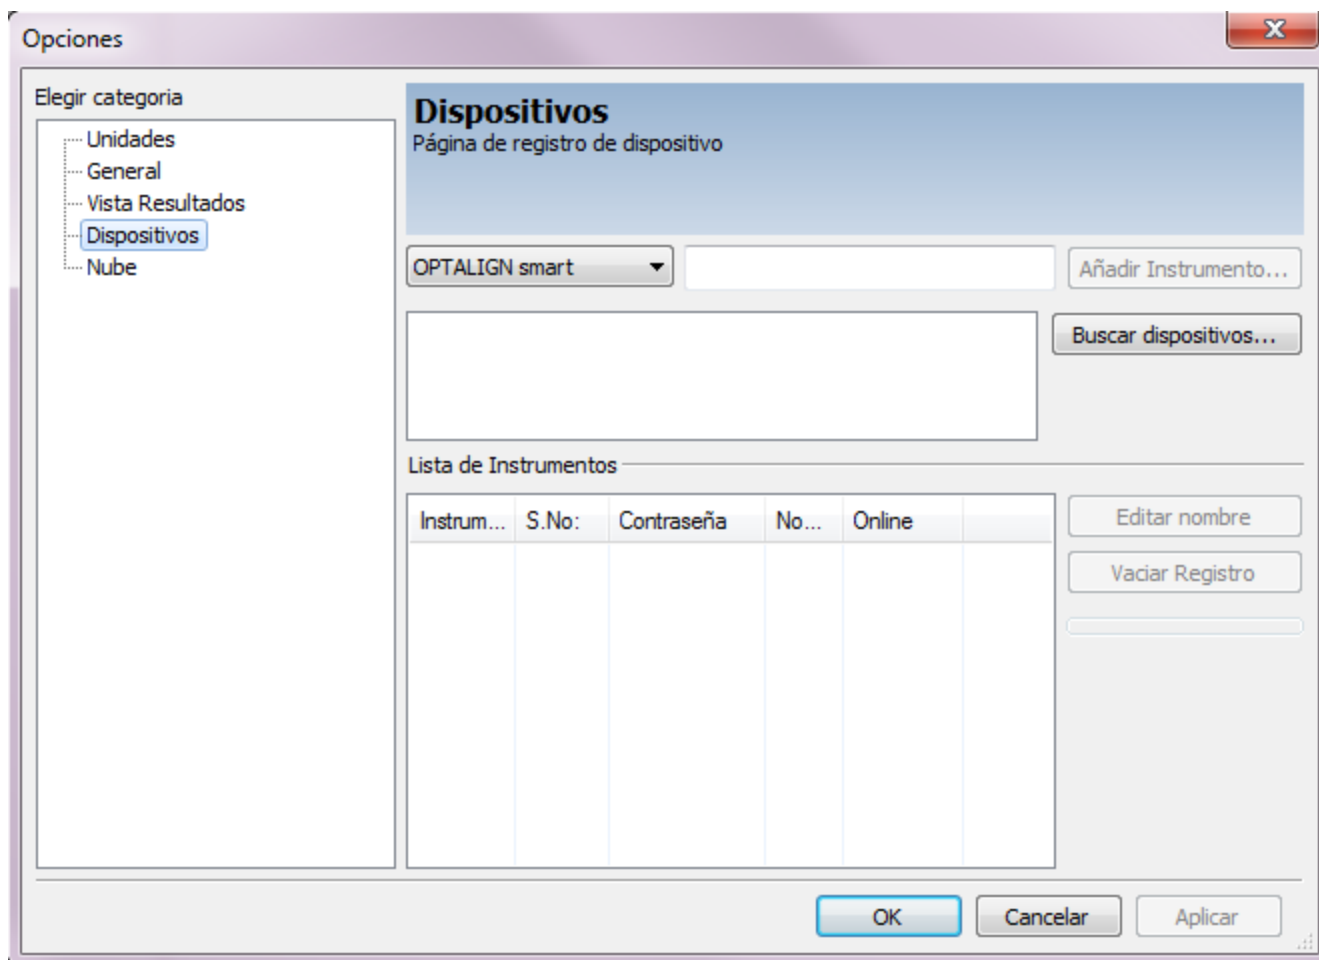 Opciones
Elegir categoria
Unidades
General
Vista Resultados
Dispositivos
Nube
Dispositivos
Página de registro de dispositivo
OPTALIGN smart
Añadir Instrumento...
Buscar dispositivos...
Lista de Instrumentos
Instrum... S.No: Contraseña No... Online
Editar nombre
Vaciar Registro
OK Cancelar Aplicar